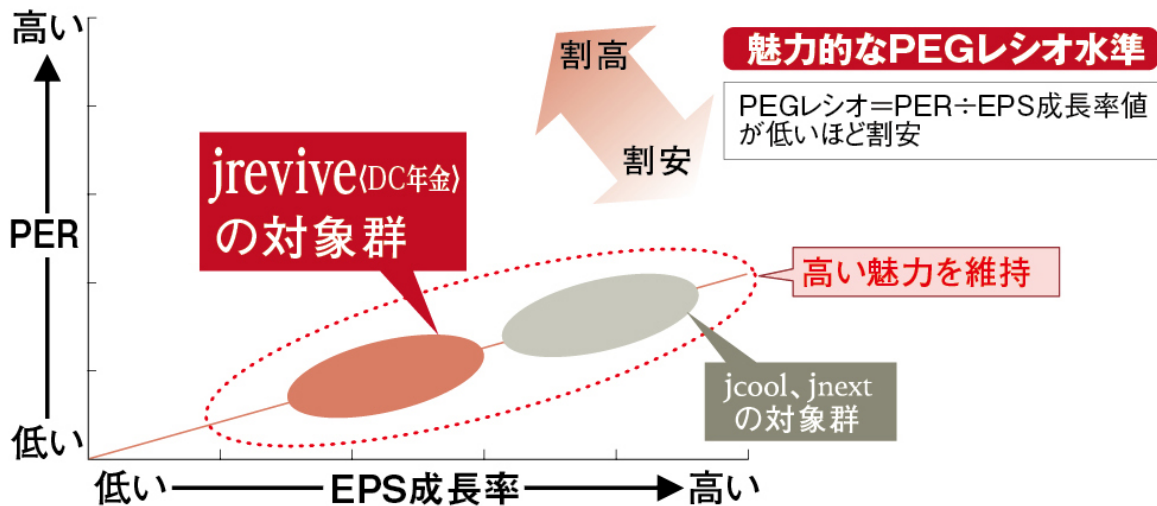 高い
PER
低い
低い
EPS成長率
高い
割高
割安
魅力的なPEGレシオ水準
PEGレシオ=PER÷EPS成長率値
が低いほど割安
jrevive〈DC年金〉
の対象群
高い魅力を維持
jcool、jnext
の対象群